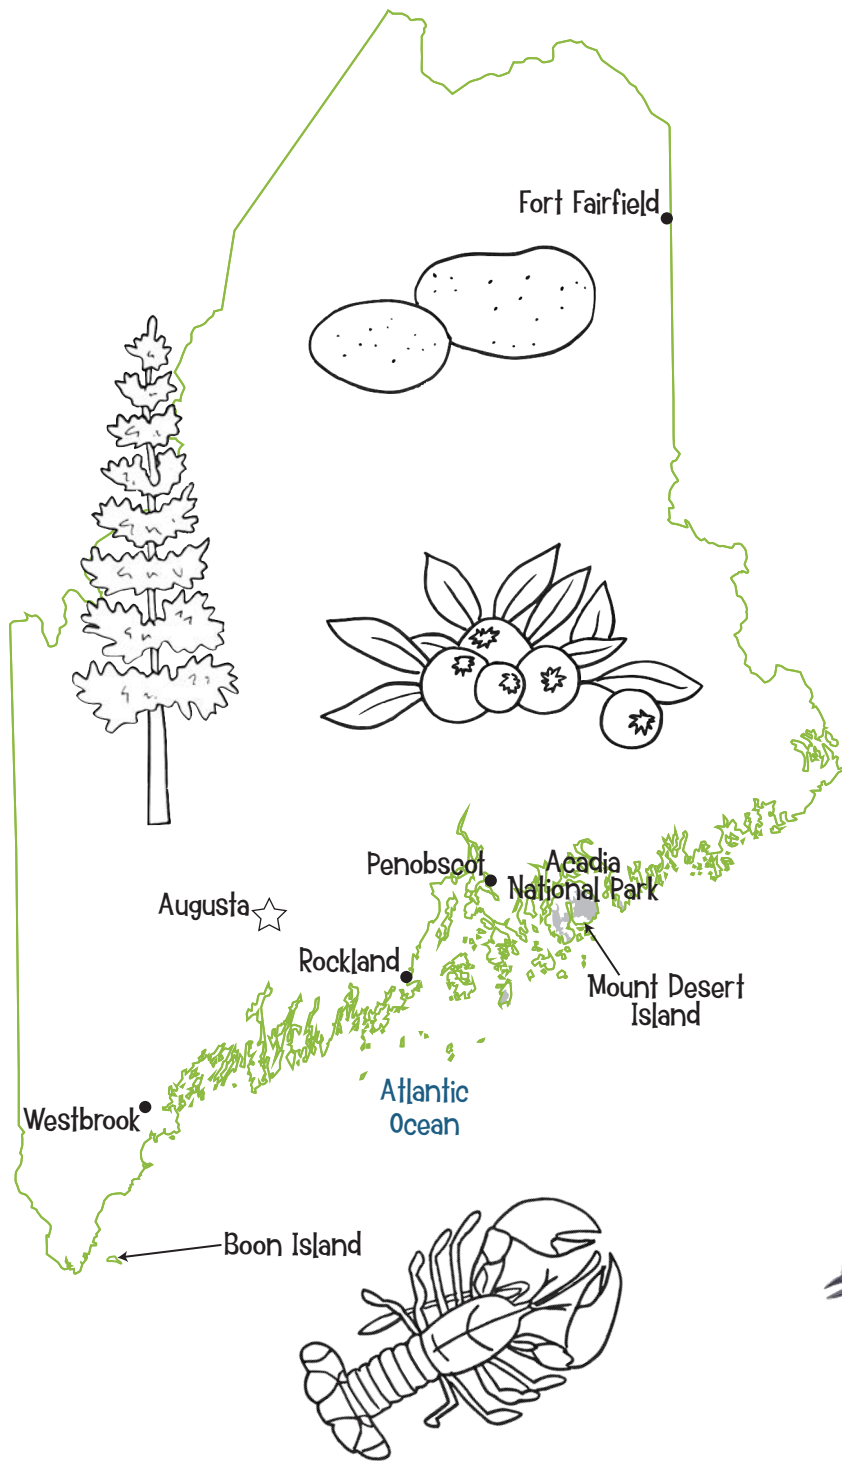 Fort Fairfield
Penobscot
Acadia
National Park
Augusta
Rockland
Mount Desert
Island
Atlantic
Ocean
Westbrook
Boon Island